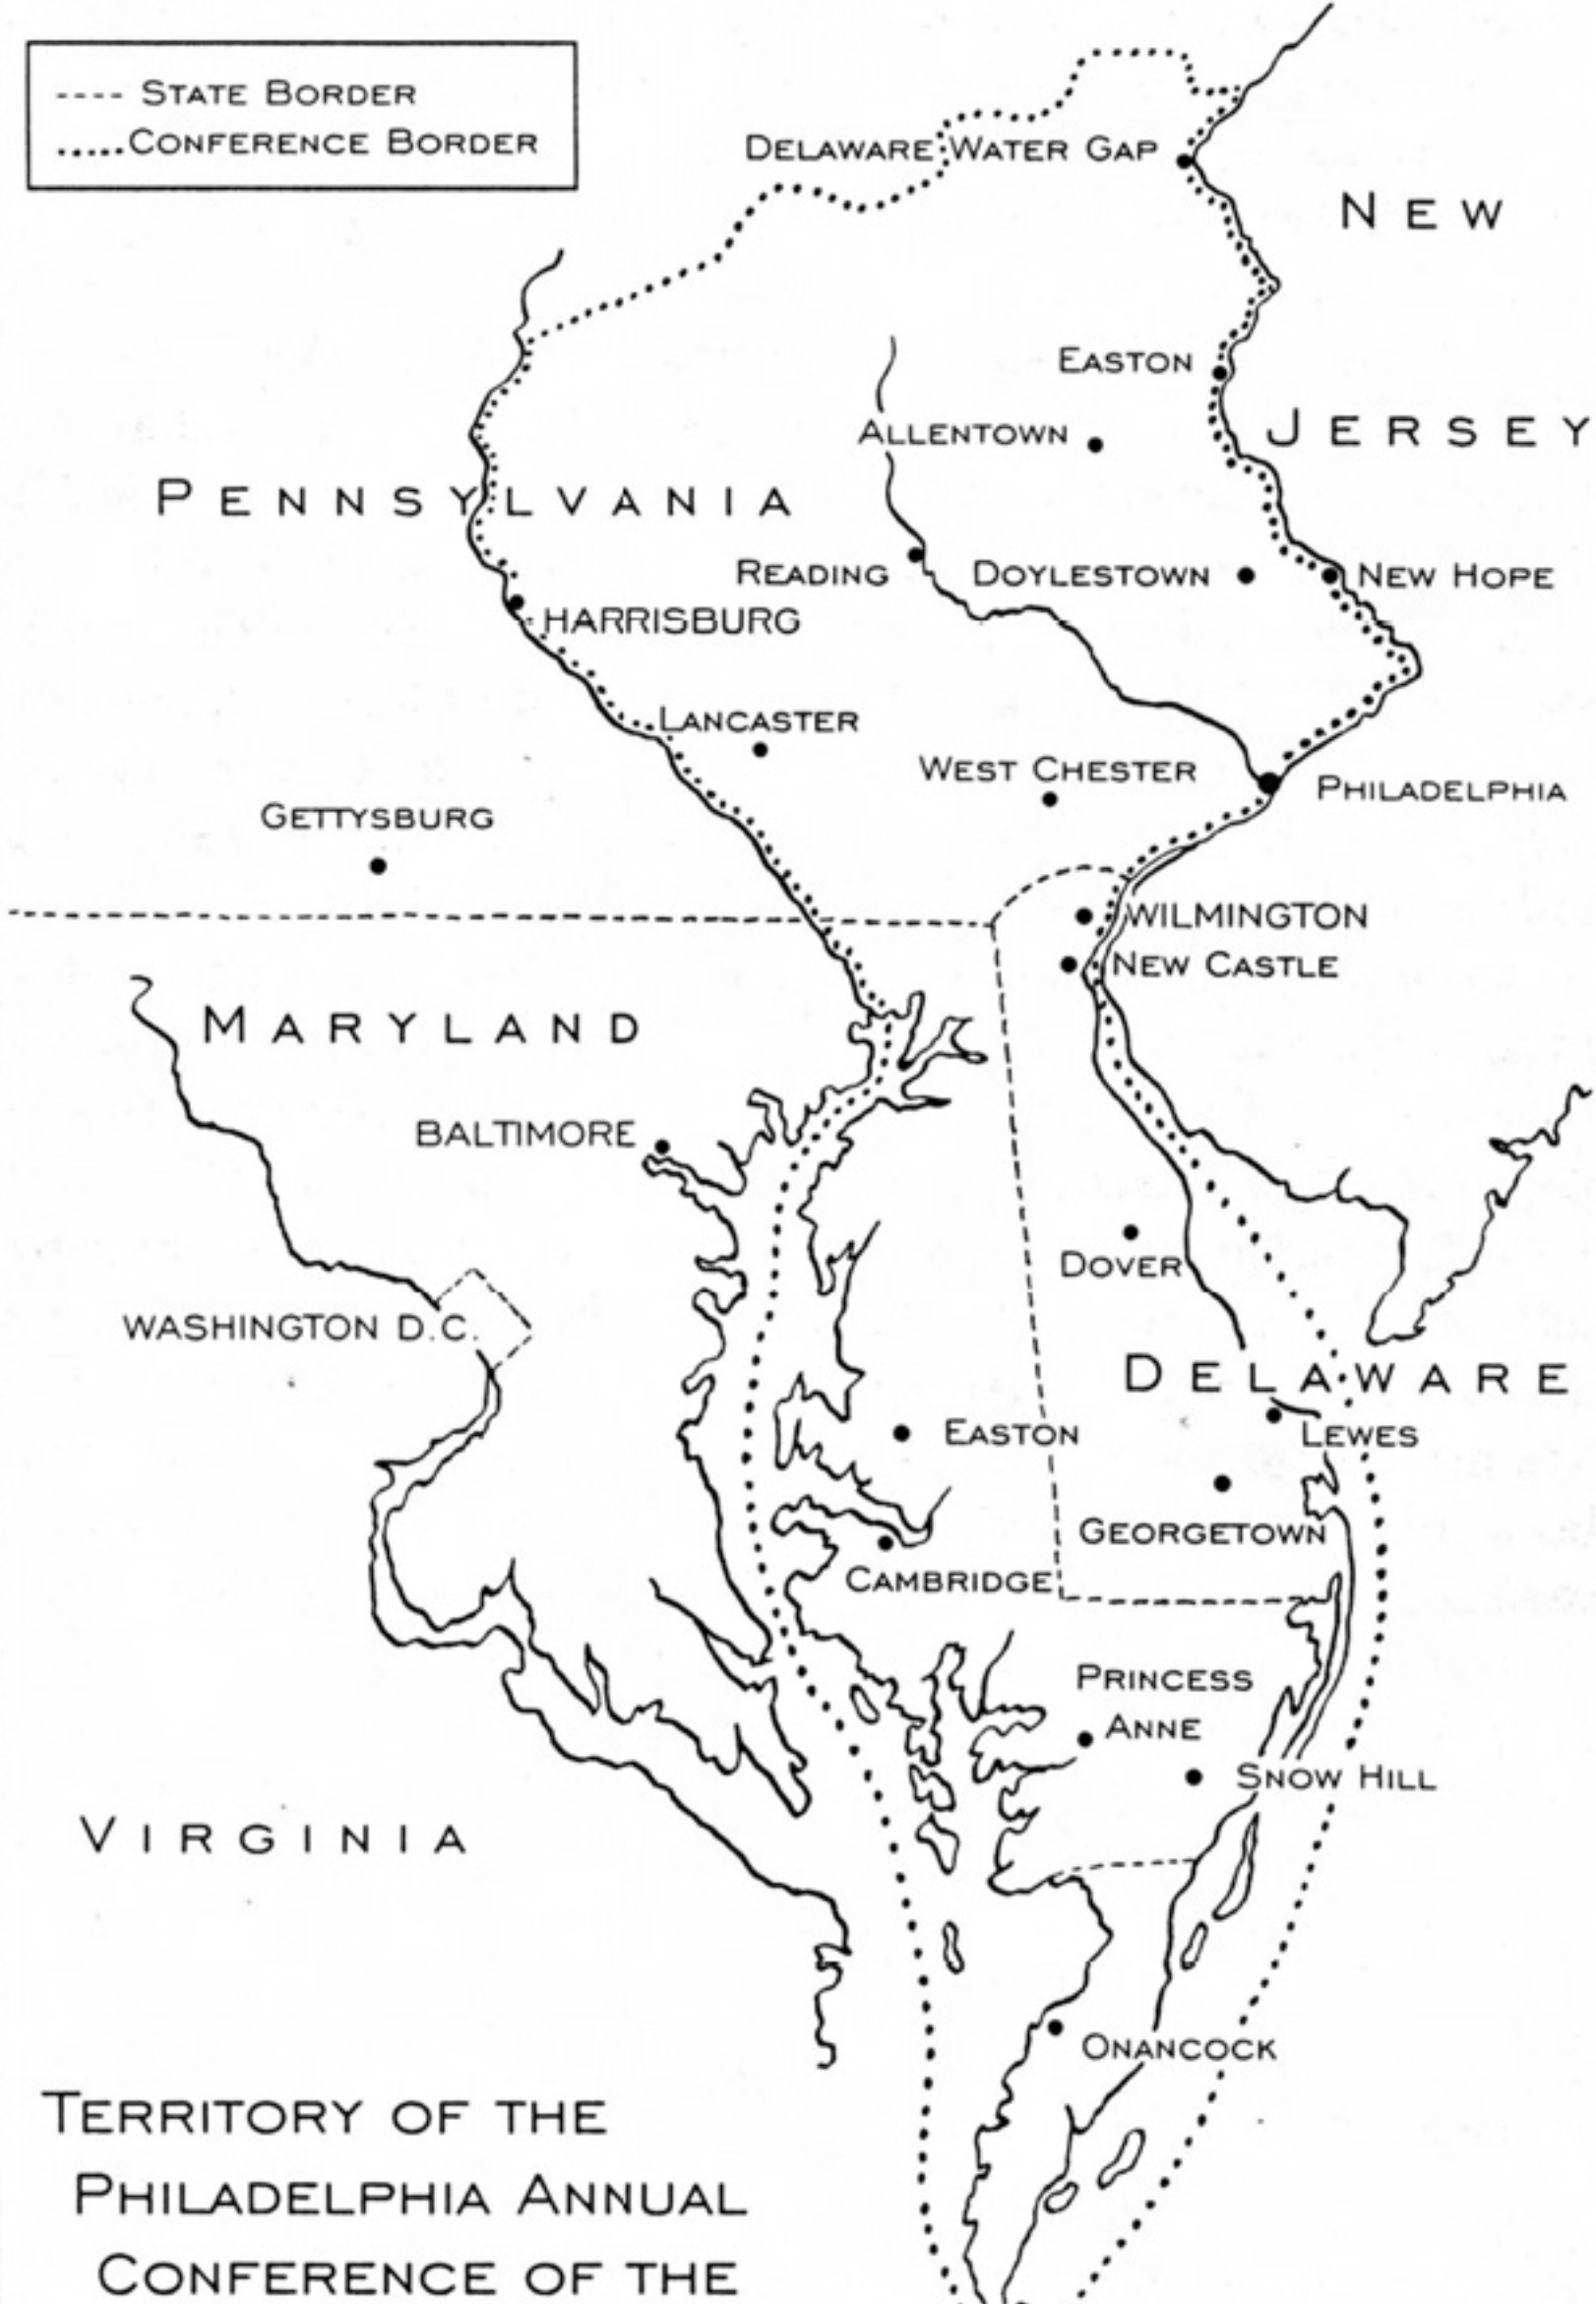 ---- STATE BORDER
.....CONFERENCE BORDER
DELAWARE WATER GAP
NEW
EASTON
ALLENTOWN
JERSEY
PENNSYLVANIA
READING
DOYLESTOWN
NEW HOPE
HARRISBURG
LANCASTER
WEST CHESTER
PHILADELPHIA
GETTYSBURG
WILMINGTON
NEW CASTLE
MARYLAND
BALTIMORE
DOVER
WASHINGTON D.C.
DELAWARE
EASTON
LEWES
GEORGETOWN
CAMBRIDGE
PRINCESS
ANNE
SNOW HILL
VIRGINIA
ONANCOCK
TERRITORY OF THE
PHILADELPHIA ANNUAL
CONFERENCE OF THE